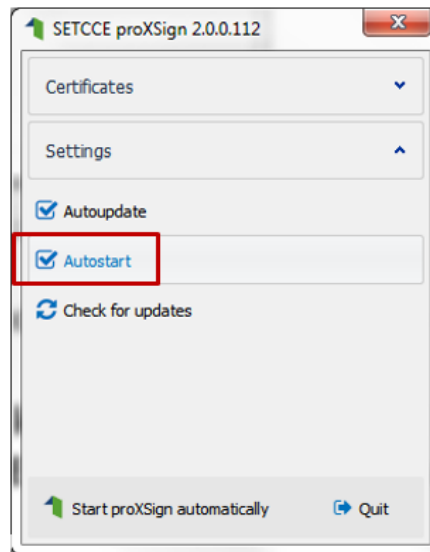 SETCCE proXSign 2.0.0.112
Certificates
Settings
Autoupdate
Autostart
Check for updates
Start proXSign automatically
Quit